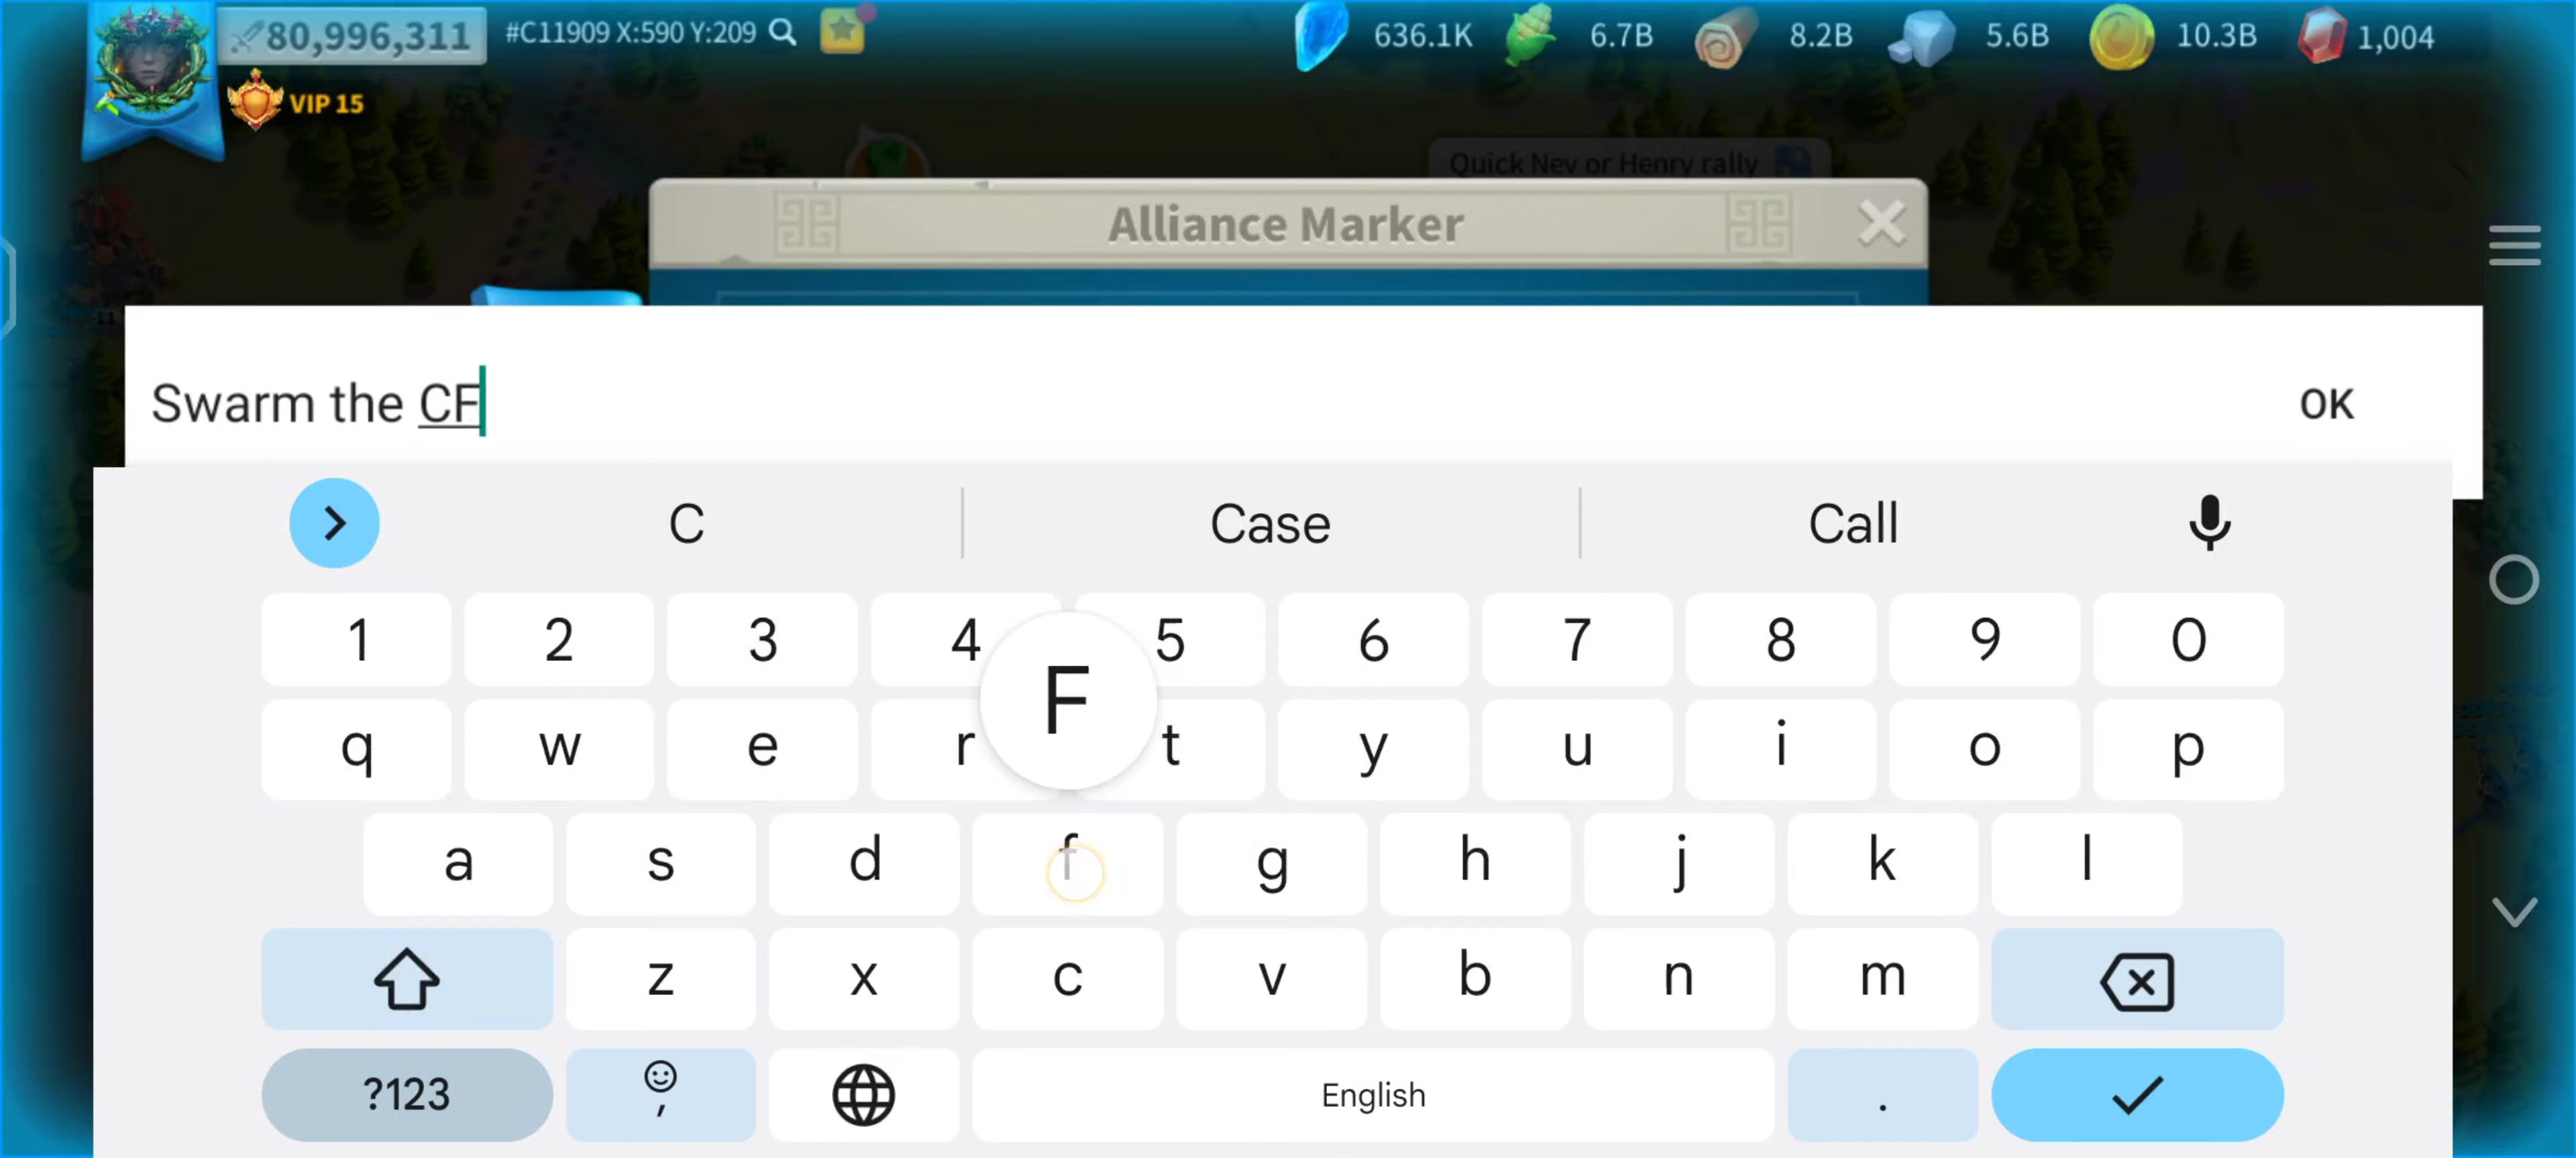 80,996,311
#C11909 X:590 Y:209
636.1K
6.7B
8.2B
5.6B
10.3B
1,004
VIP 15
Quick Nev or Henry rally
Alliance Marker
Swarm the CF
OK
C
Case
Call
1 2 3 4 5 6 7 8 9 0
F
q w e r t y u i o p
a s d f g h j k l
z x c v b n m
?123
,
English
.